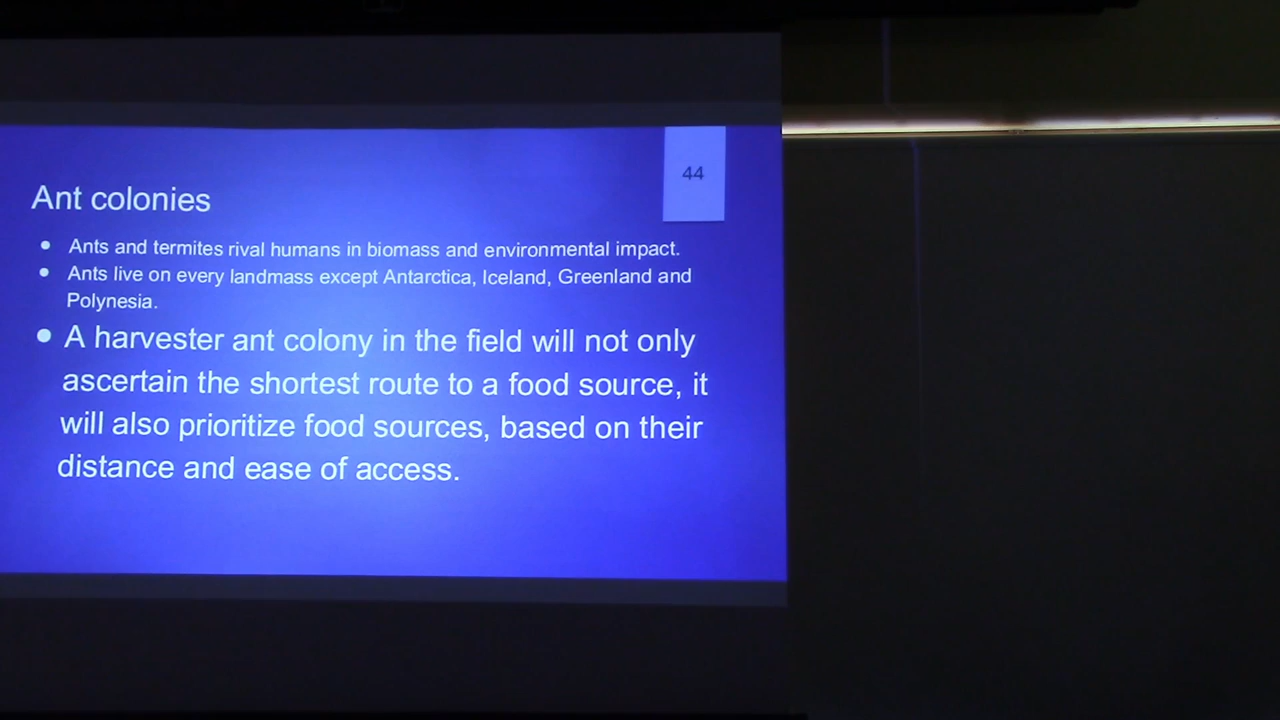 44
Ant colonies
● Ants and termites rival humans in biomass and environmental impact.
● Ants live on every landmass except Antarctica, Iceland, Greenland and
Polynesia.
● A harvester ant colony in the field will not only
ascertain the shortest route to a food source, it
will also prioritize food sources, based on their
distance and ease of access.